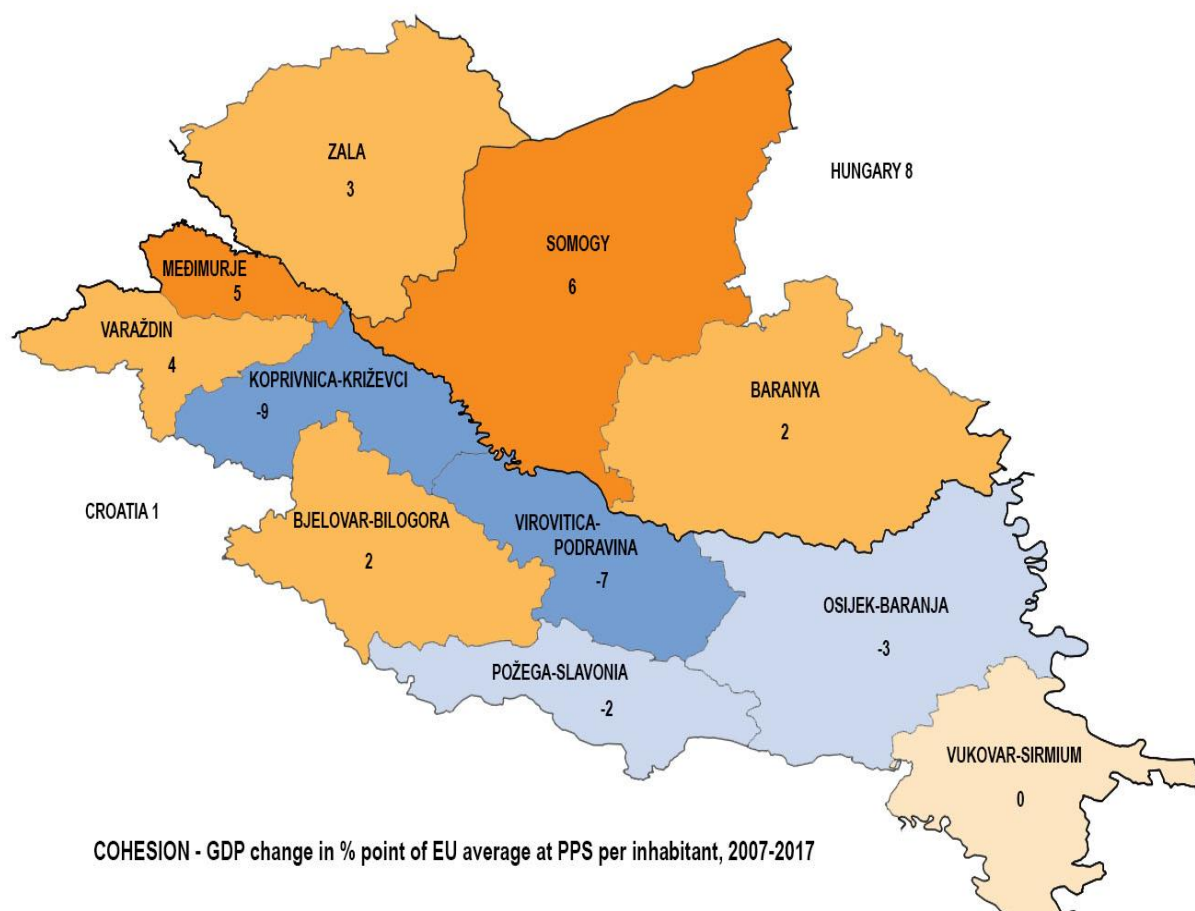 ZALA
3
HUNGARY 8
SOMOGY
6
MEĐIMURJE
5
VARAŽDIN
4
KOPRIVNICA-KRIŽEVCI
-9
BARANYA
2
CROATIA 1
BJELOVAR-BILOGORA
2
VIROVITICA-
PODRAVINA
-7
OSIJEK-BARANJA
-3
POŽEGA-SLAVONIA
-2
VUKOVAR-SIRMIUM
0
COHESION - GDP change in % point of EU average at PPS per inhabitant, 2007-2017